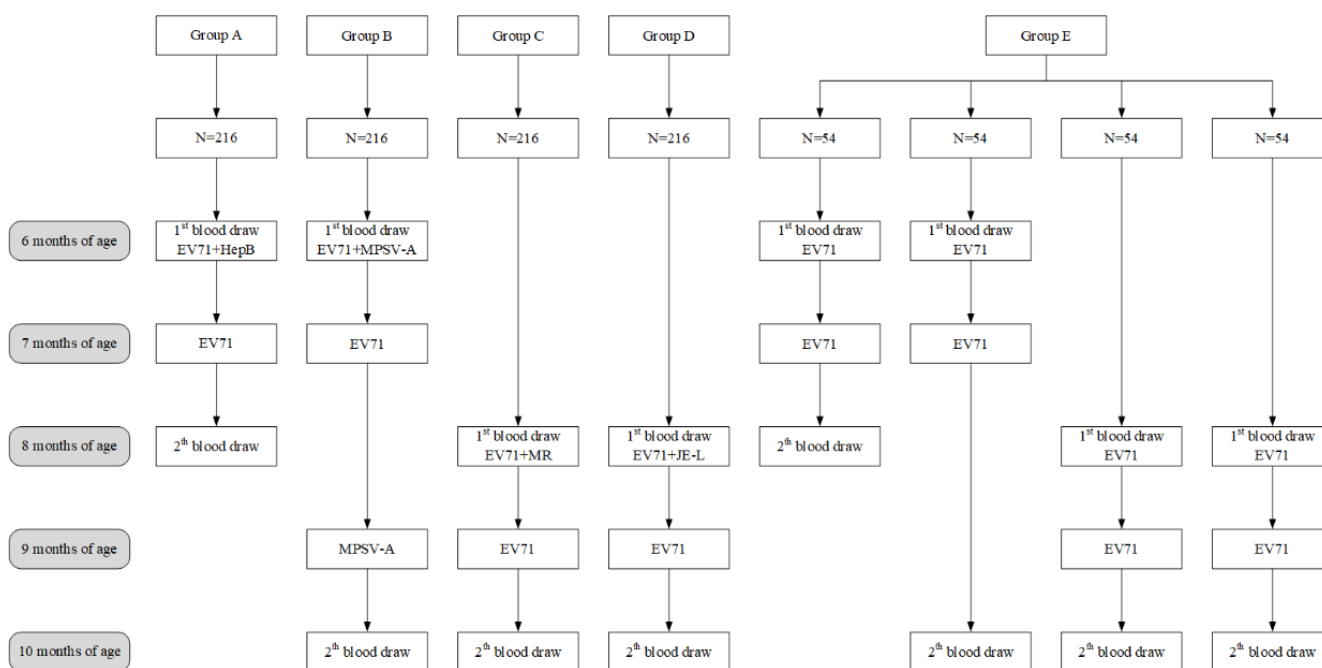 Group A
Group B
Group C
Group D
Group E
N=216
N=216
N=216
N=216
N=54
N=54
N=54
N=54
6 months of age
1st blood draw
EV71+HepB
1st blood draw
EV71+MPSV-A
1st blood draw
EV71
1st blood draw
EV71
7 months of age
EV71
EV71
EV71
EV71
8 months of age
2th blood draw
1st blood draw
EV71+MR
1st blood draw
EV71+JE-L
2th blood draw
1st blood draw
EV71
1st blood draw
EV71
9 months of age
MPSV-A
EV71
EV71
EV71
EV71
10 months of age
2th blood draw
2th blood draw
2th blood draw
2th blood draw
2th blood draw
2th blood draw